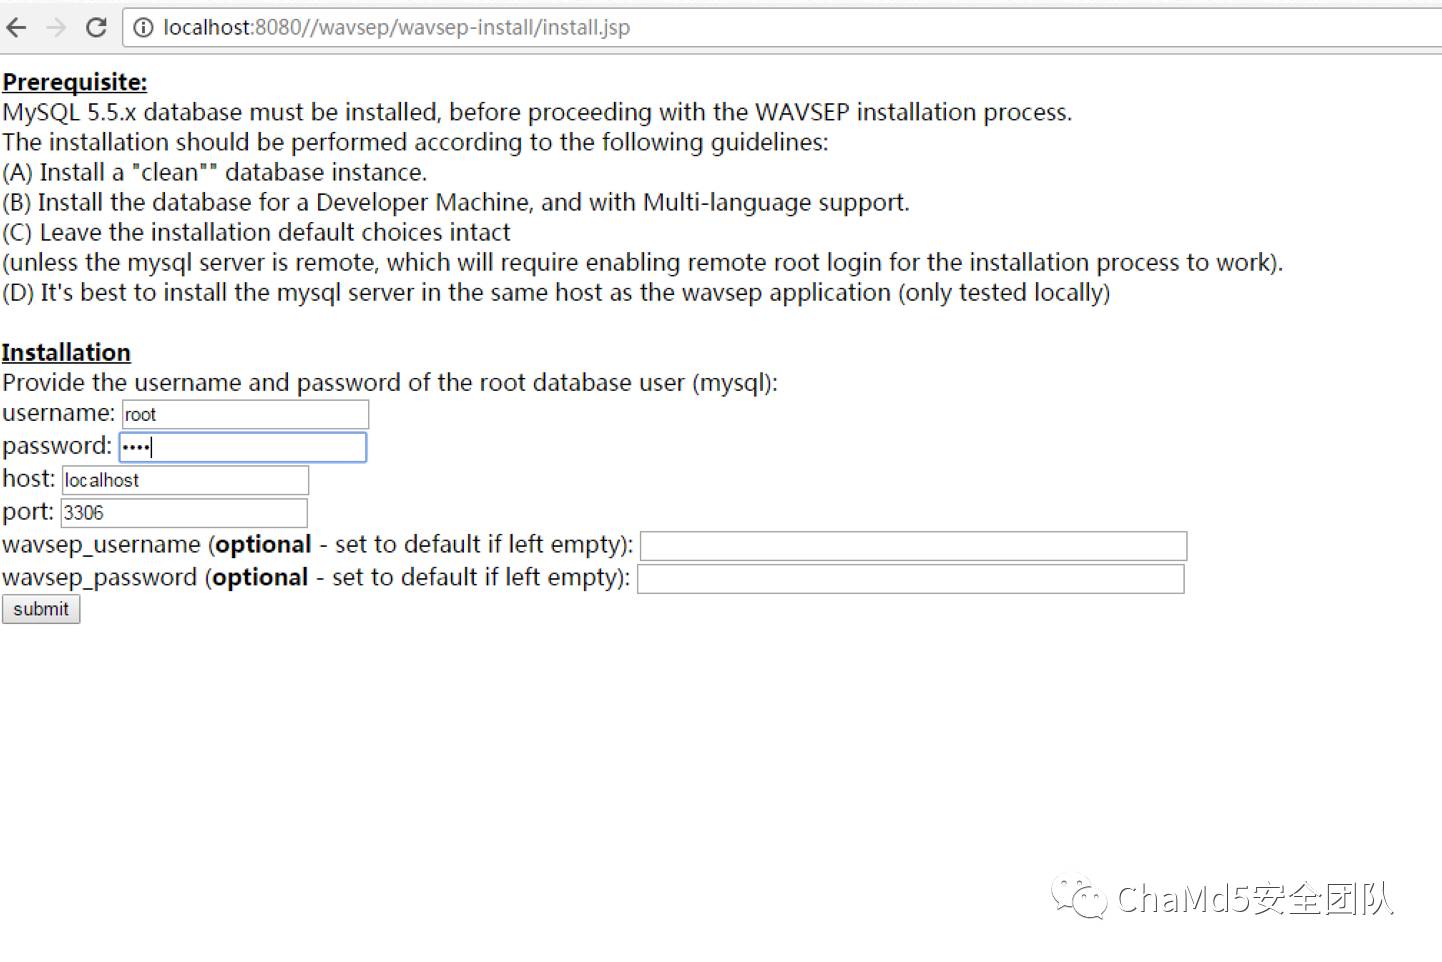 localhost:8080//wavsep/wavsep-install/install.jsp
Prerequisite:
MySQL 5.5.x database must be installed, before proceeding with the WAVSEP installation process.
The installation should be performed according to the following guidelines:
(A) Install a "clean"" database instance.
(B) Install the database for a Developer Machine, and with Multi-language support.
(C) Leave the installation default choices intact
(unless the mysql server is remote, which will require enabling remote root login for the installation process to work).
(D) It's best to install the mysql server in the same host as the wavsep application (only tested locally)
Installation
Provide the username and password of the root database user (mysql):
username: root
password: ••••
host: localhost
port: 3306
wavsep_username (optional - set to default if left empty):
wavsep_password (optional - set to default if left empty):
submit
ChaMd5安全团队